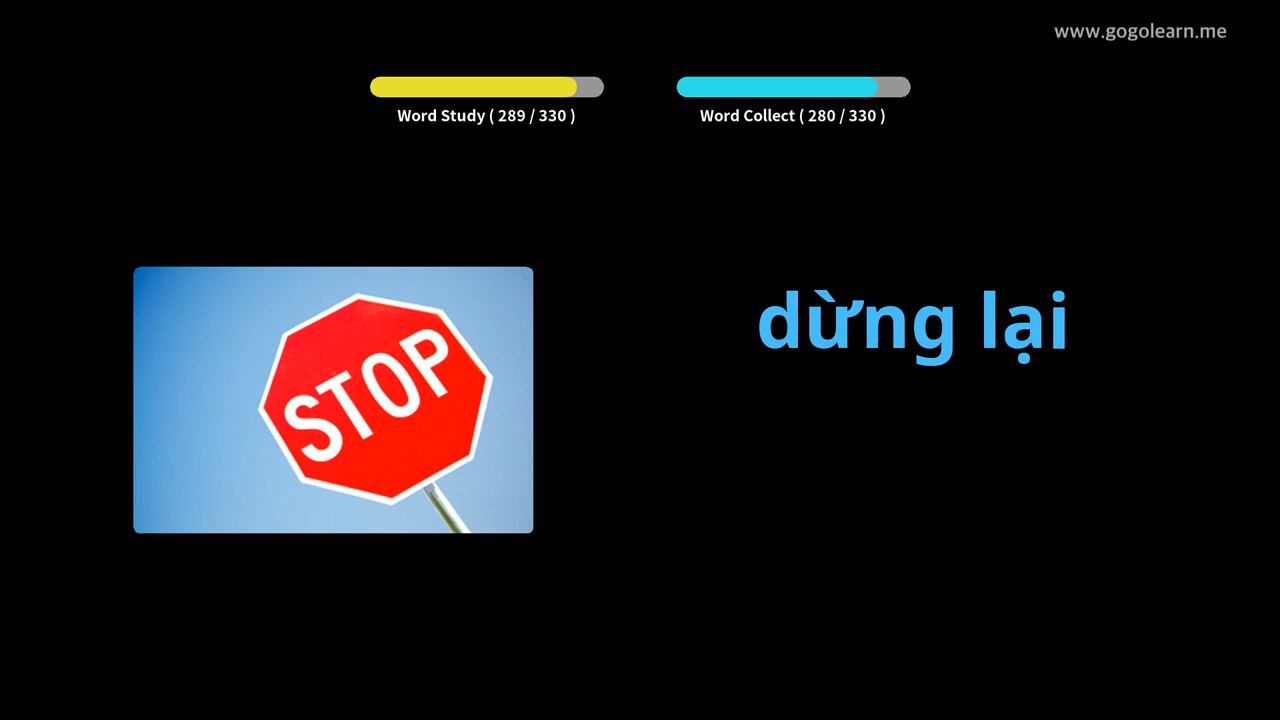 www.gogolearn.me
Word Study ( 289 / 330 )
Word Collect ( 280 / 330 )
STOP
dừng lại